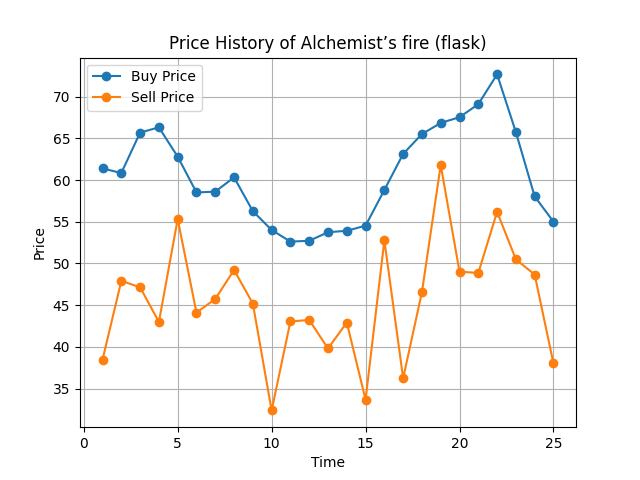 Price History of Alchemist’s fire (flask)
Buy Price
Sell Price
70
65
60
55
50
45
40
35
Price
0 5 10 15 20 25
Time